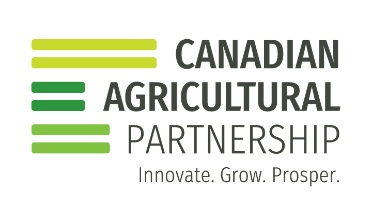 CANADIAN
AGRICULTURAL
PARTNERSHIP
Innovate. Grow. Prosper.